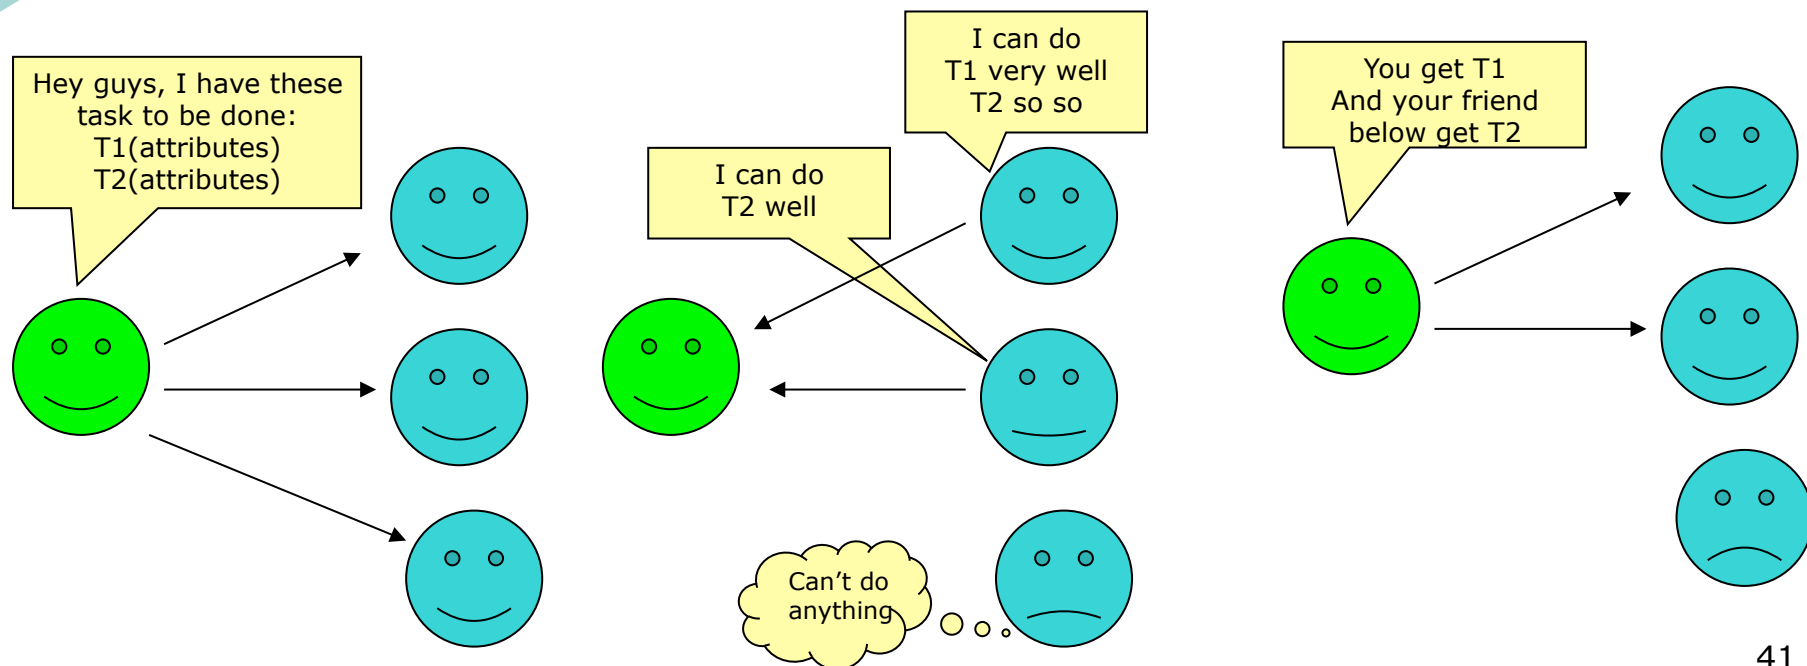 Hey guys, I have these
task to be done:
T1(attributes)
T2(attributes)
I can do
T2 well
I can do
T1 very well
T2 so so
Can’t do
anything
You get T1
And your friend
below get T2
41